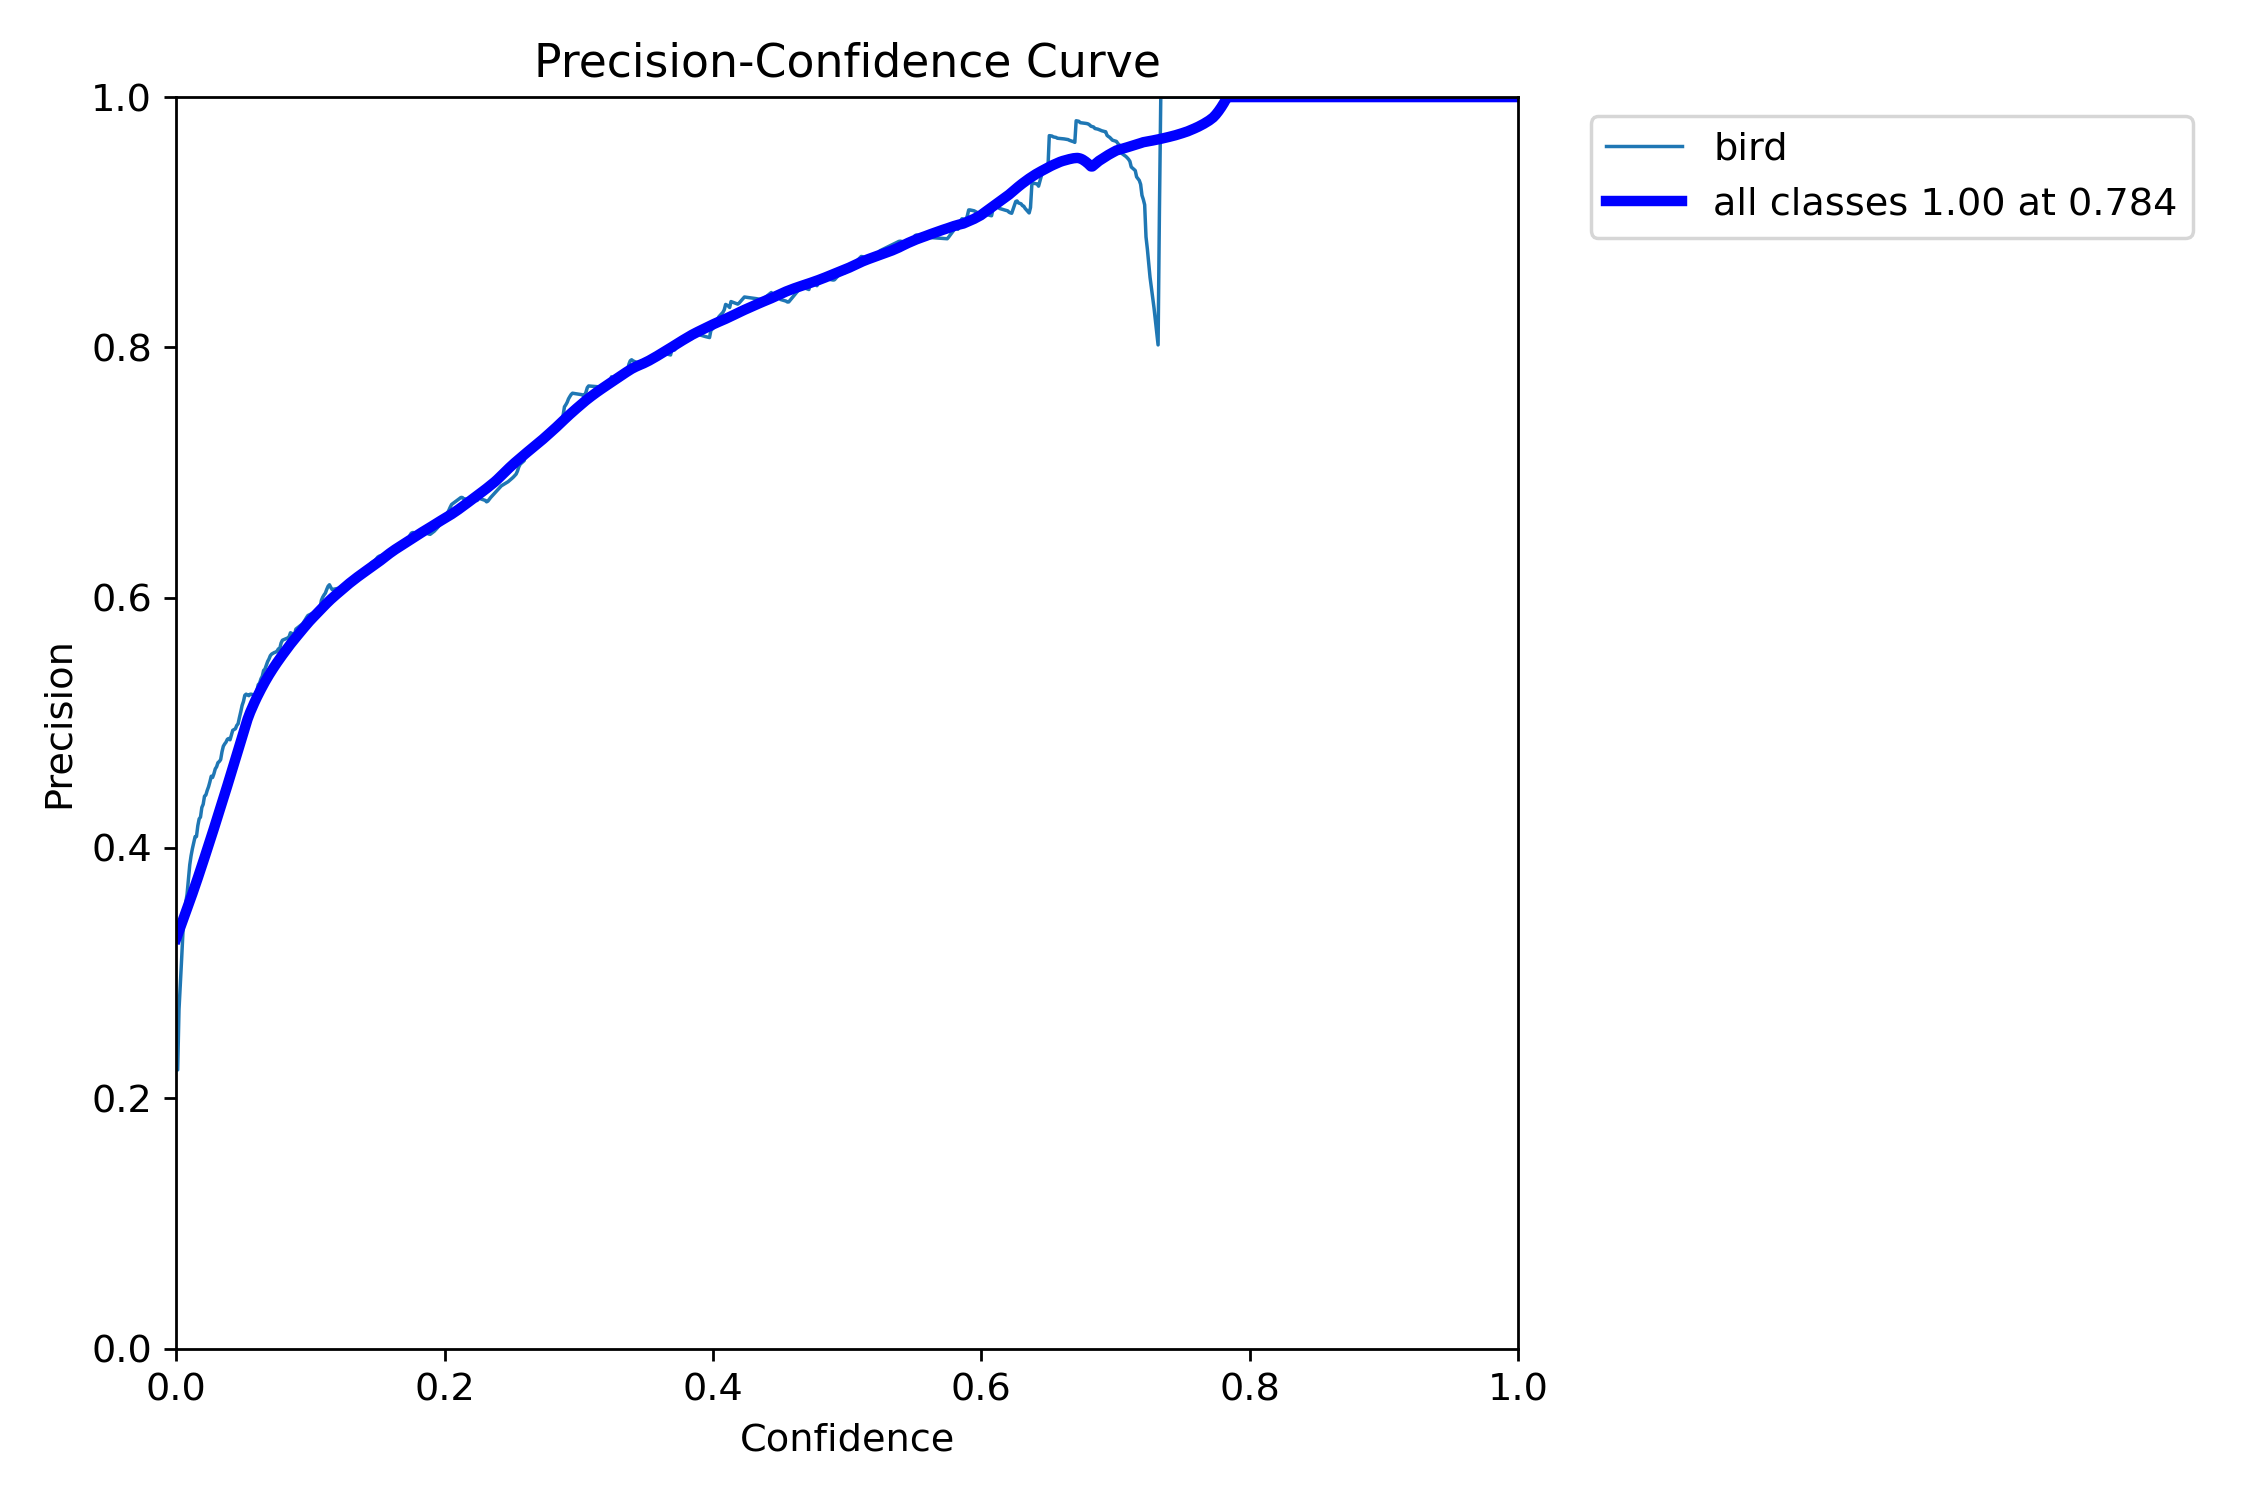 Precision-Confidence Curve
1.0
0.8
0.6
0.4
0.2
0.0
Precision
0.0 0.2 0.4 0.6 0.8 1.0
Confidence
bird
all classes 1.00 at 0.784